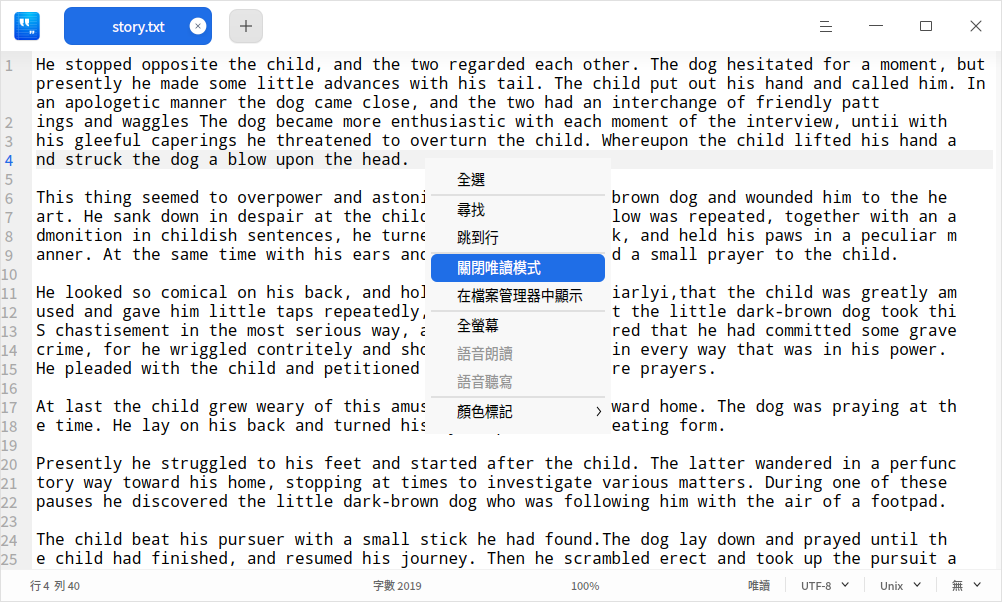 story.txt
1 He stopped opposite the child, and the two regarded each other. The dog hesitated for a moment, but
presently he made some little advances with his tail. The child put out his hand and called him. In
an apologetic manner the dog came close, and the two had an interchange of friendly patt
2 ings and waggles The dog became more enthusiastic with each moment of the interview, untii with
3 his gleeful caperings he threatened to overturn the child. Whereupon the child lifted his hand a
4 nd struck the dog a blow upon the head.
5
6 This thing seemed to overpower and astoni brown dog and wounded him to the he
7 art. He sank down in despair at the child low was repeated, together with an a
8 dmonition in childish sentences, he turne k, and held his paws in a peculiar m
9 anner. At the same time with his ears and d a small prayer to the child.
10
11 He looked so comical on his back, and hol iarlyi,that the child was greatly am
12 used and gave him little taps repeatedly, t the little dark-brown dog took thi
13 S chastisement in the most serious way, a red that he had committed some grave
14 crime, for he wriggled contritely and sho in every way that was in his power.
15 He pleaded with the child and petitioned re prayers.
16
17 At last the child grew weary of this amus ward home. The dog was praying at th
18 e time. He lay on his back and turned his eating form.
19
20 Presently he struggled to his feet and started after the child. The latter wandered in a perfunc
21 tory way toward his home, stopping at times to investigate various matters. During one of these
22 pauses he discovered the little dark-brown dog who was following him with the air of a footpad.
23
24 The child beat his pursuer with a small stick he had found.The dog lay down and prayed until th
25 e child had finished, and resumed his journey. Then he scrambled erect and took up the pursuit a
全選
尋找
跳到行
關閉唯讀模式
在檔案管理器中顯示
全螢幕
語音朗讀
語音聽寫
顏色標記
行 4 列 40 字數 2019 100% 唯讀 UTF-8 Unix 無